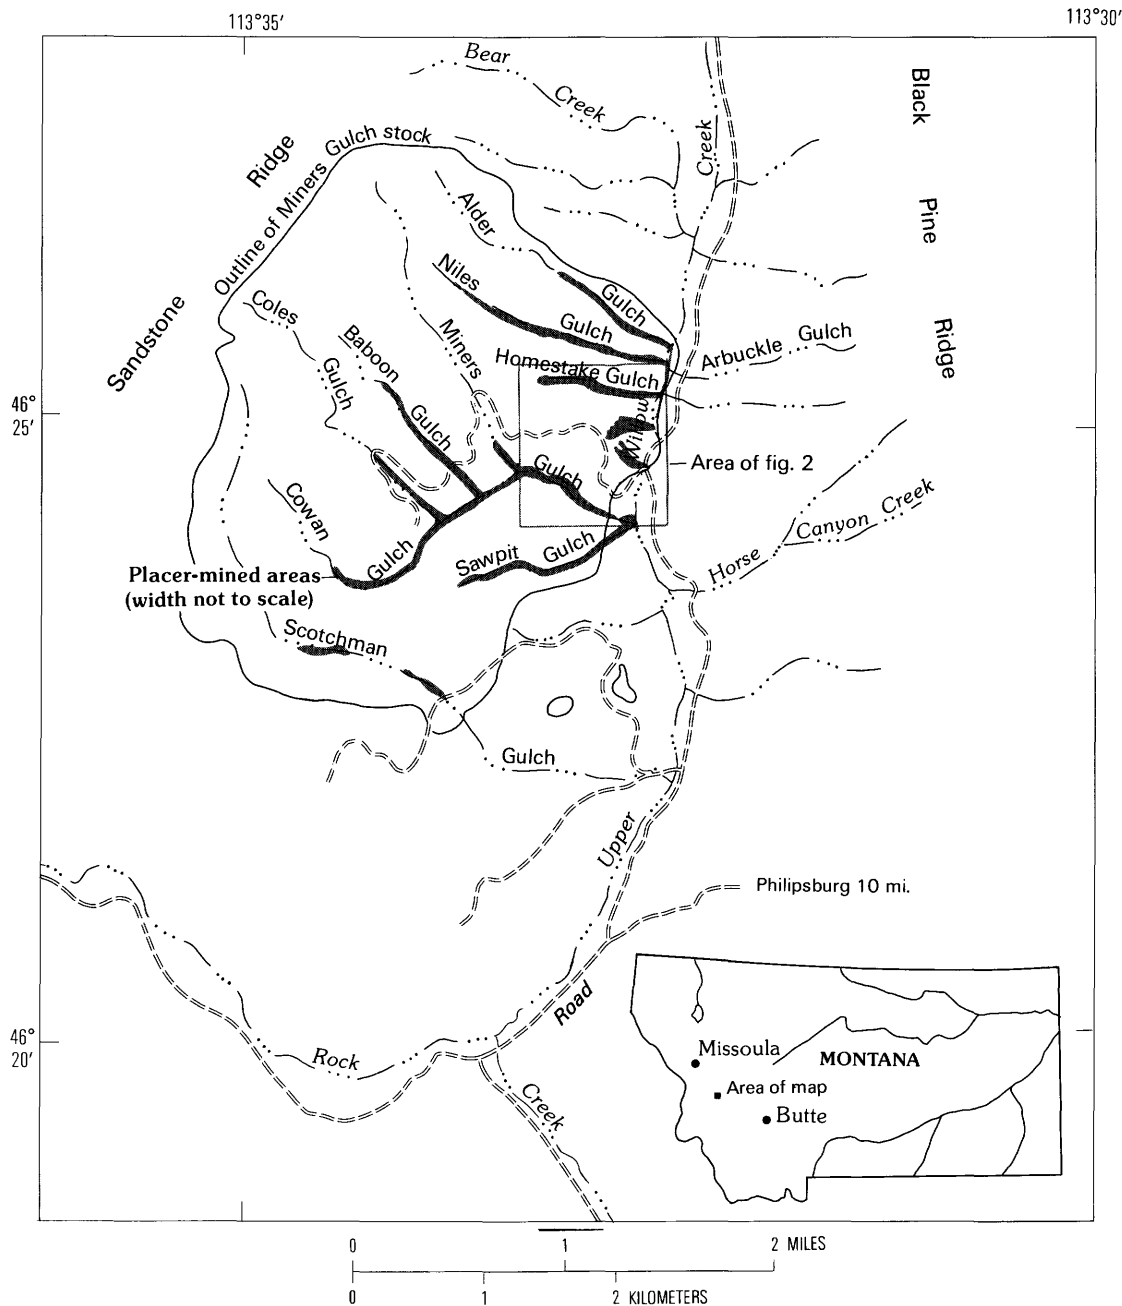 113°35′
113°30′
Bear
Creek
Black
Pine
Ridge
Creek
Sandstone
Ridge
Outline of Miners Gulch stock
Alder
Gulch
Niles
Gulch
Coles
Gulch
Baboon
Gulch
Miners
Gulch
Homestake Gulch
Arbuckle Gulch
Willow
46°
25′
Area of fig. 2
Cowan
Gulch
Sawpit Gulch
Horse
Canyon Creek
Placer-mined areas
(width not to scale)
Scotchman
Gulch
Upper
Philipsburg 10 mi.
Road
46°
20′
Rock
Creek
Missoula
MONTANA
Area of map
Butte
0 1 2 MILES
0 1 2 KILOMETERS